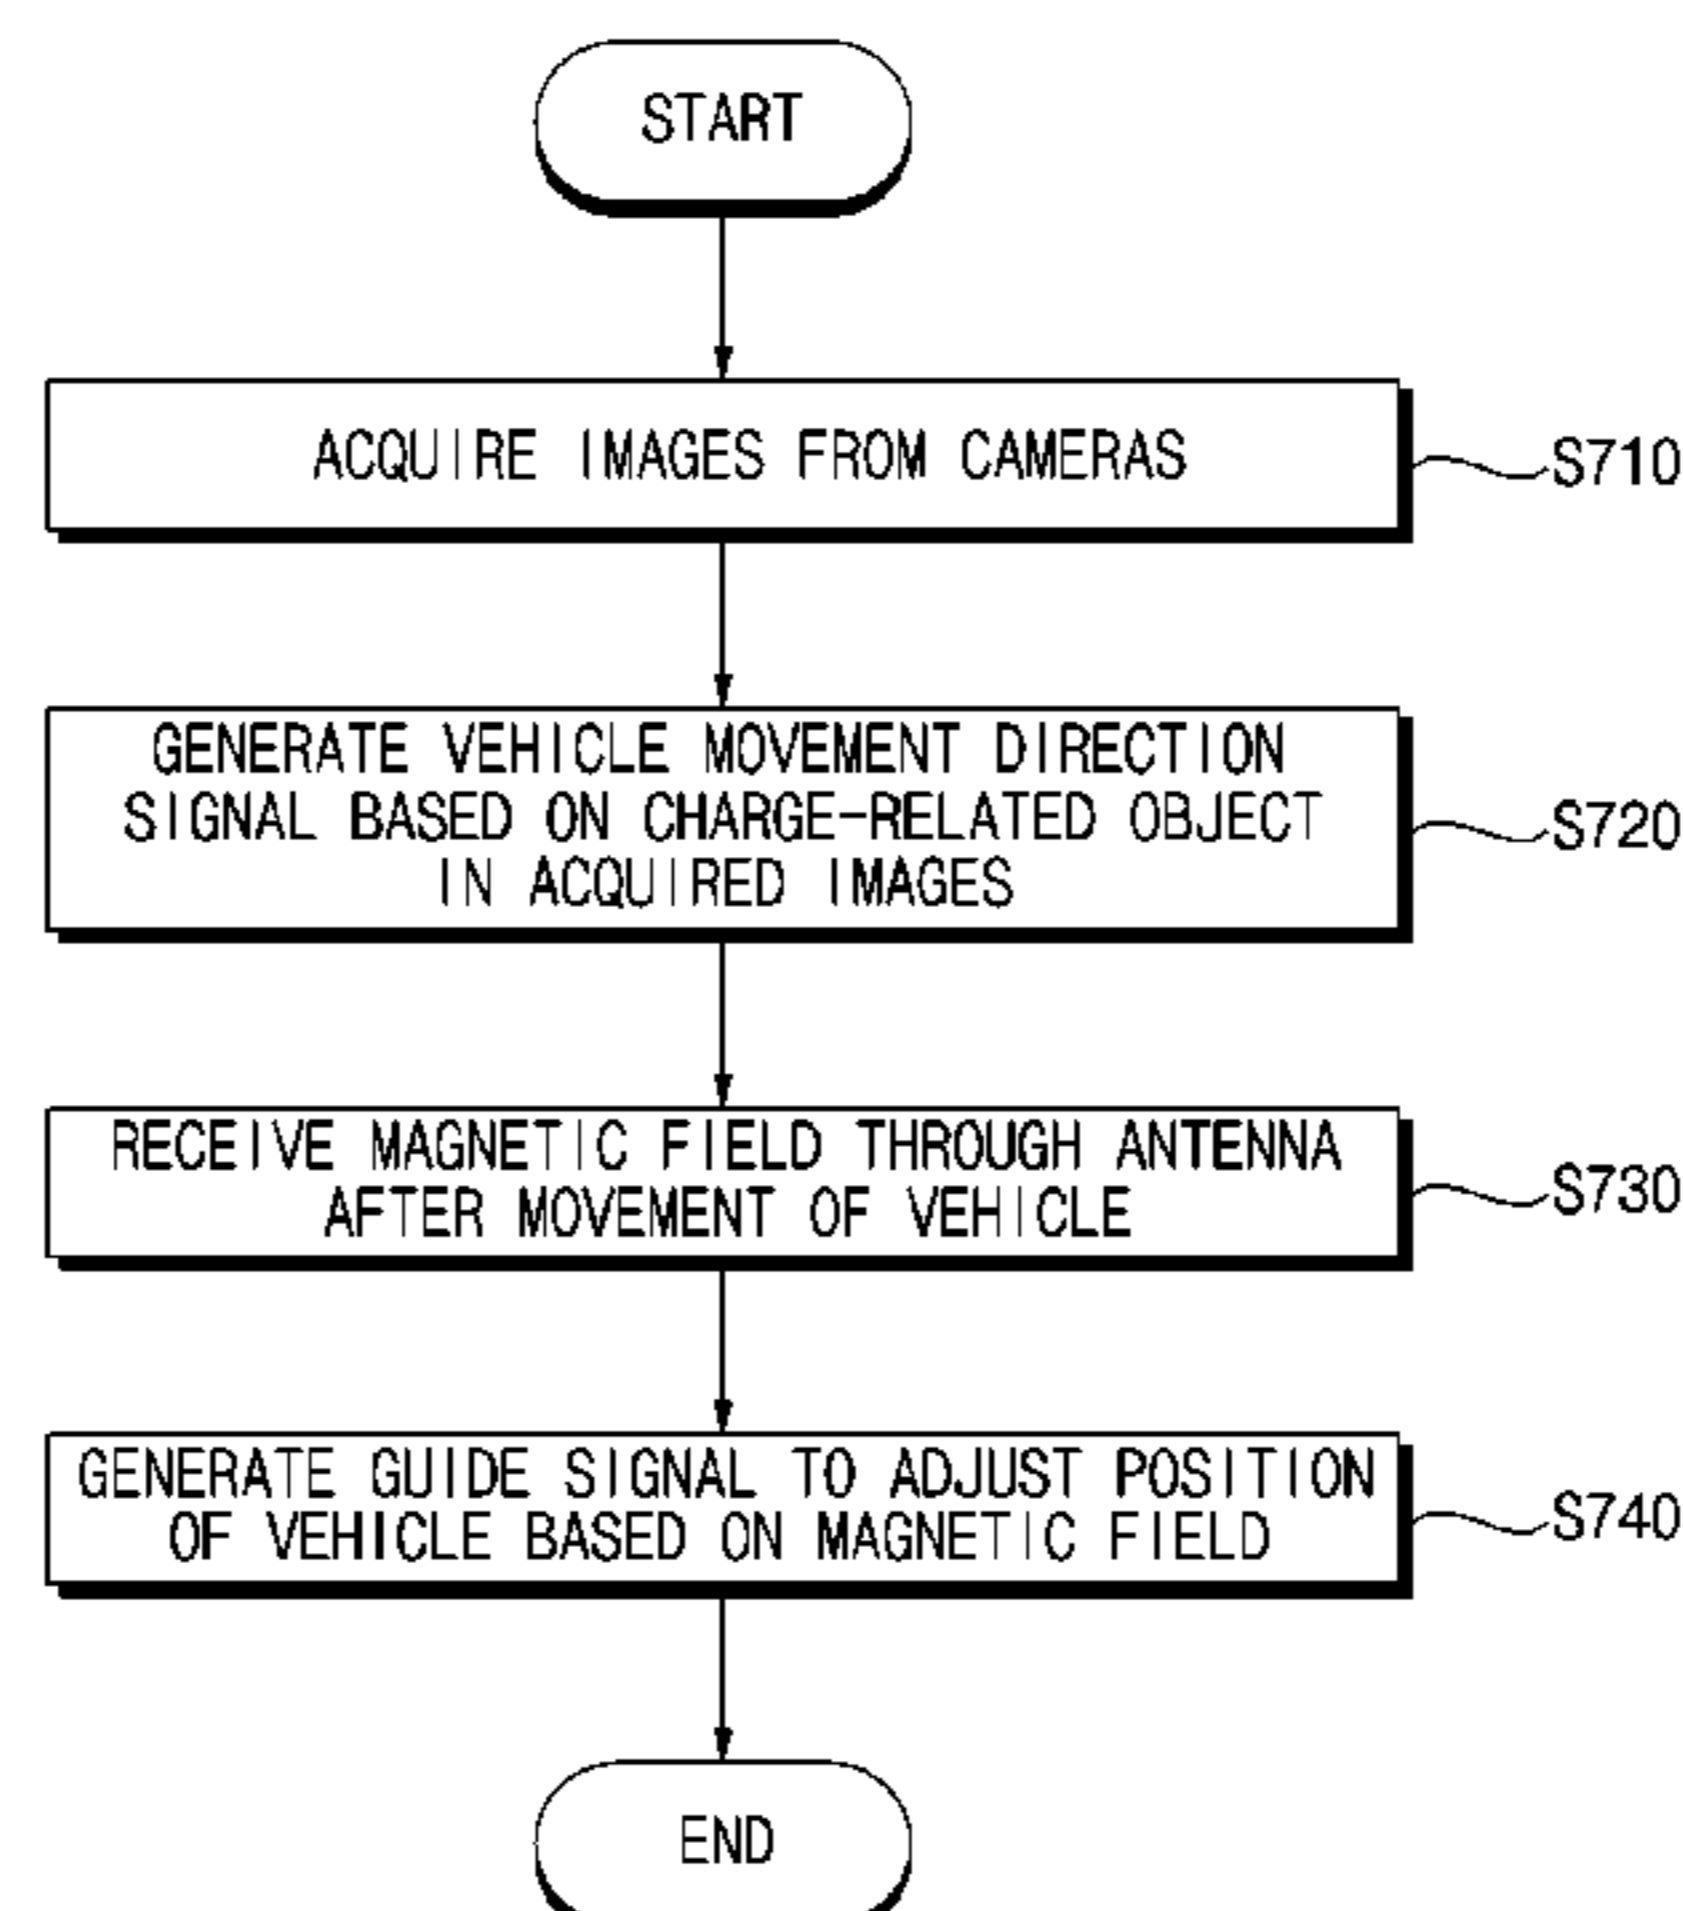 START
ACQUIRE IMAGES FROM CAMERAS
S710
GENERATE VEHICLE MOVEMENT DIRECTION
SIGNAL BASED ON CHARGE-RELATED OBJECT
IN ACQUIRED IMAGES
S720
RECEIVE MAGNETIC FIELD THROUGH ANTENNA
AFTER MOVEMENT OF VEHICLE
S730
GENERATE GUIDE SIGNAL TO ADJUST POSITION
OF VEHICLE BASED ON MAGNETIC FIELD
S740
END